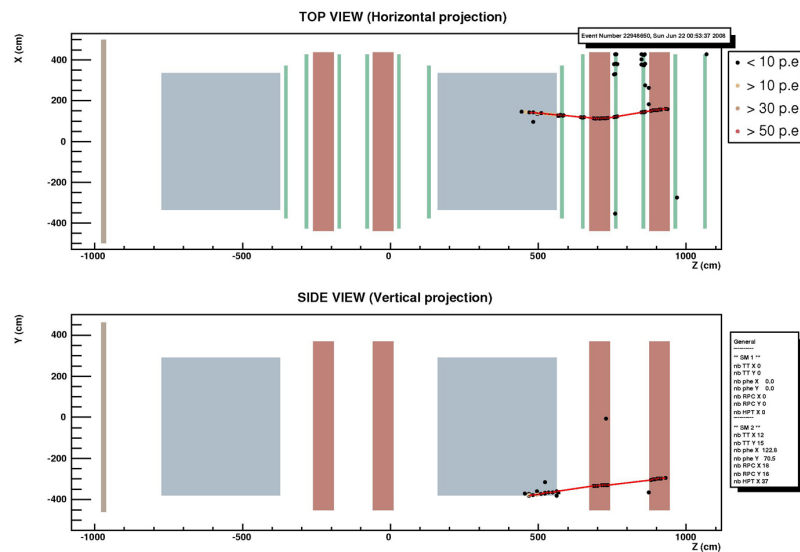 TOP VIEW (Horizontal projection)
Event Number 22948650, Sun Jun 22 00:53:37 2008
X (cm)
400
200
0
-200
-400
-1000
-500
0
500
1000
Z (cm)
< 10 p.e
> 10 p.e
> 30 p.e
> 50 p.e
SIDE VIEW (Vertical projection)
Y (cm)
400
200
0
-200
-400
-1000
-500
0
500
1000
Z (cm)
General
----------
** SM 1 **
nb TT X 0
nb TT Y 0
nb phe X 0.0
nb phe Y 0.0
nb RPC X 0
nb RPC Y 0
nb HPT X 0
----------
** SM 2 **
nb TT X 12
nb TT Y 15
nb phe X 122.8
nb phe Y 70.5
nb RPC X 18
nb RPC Y 16
nb HPT X 37